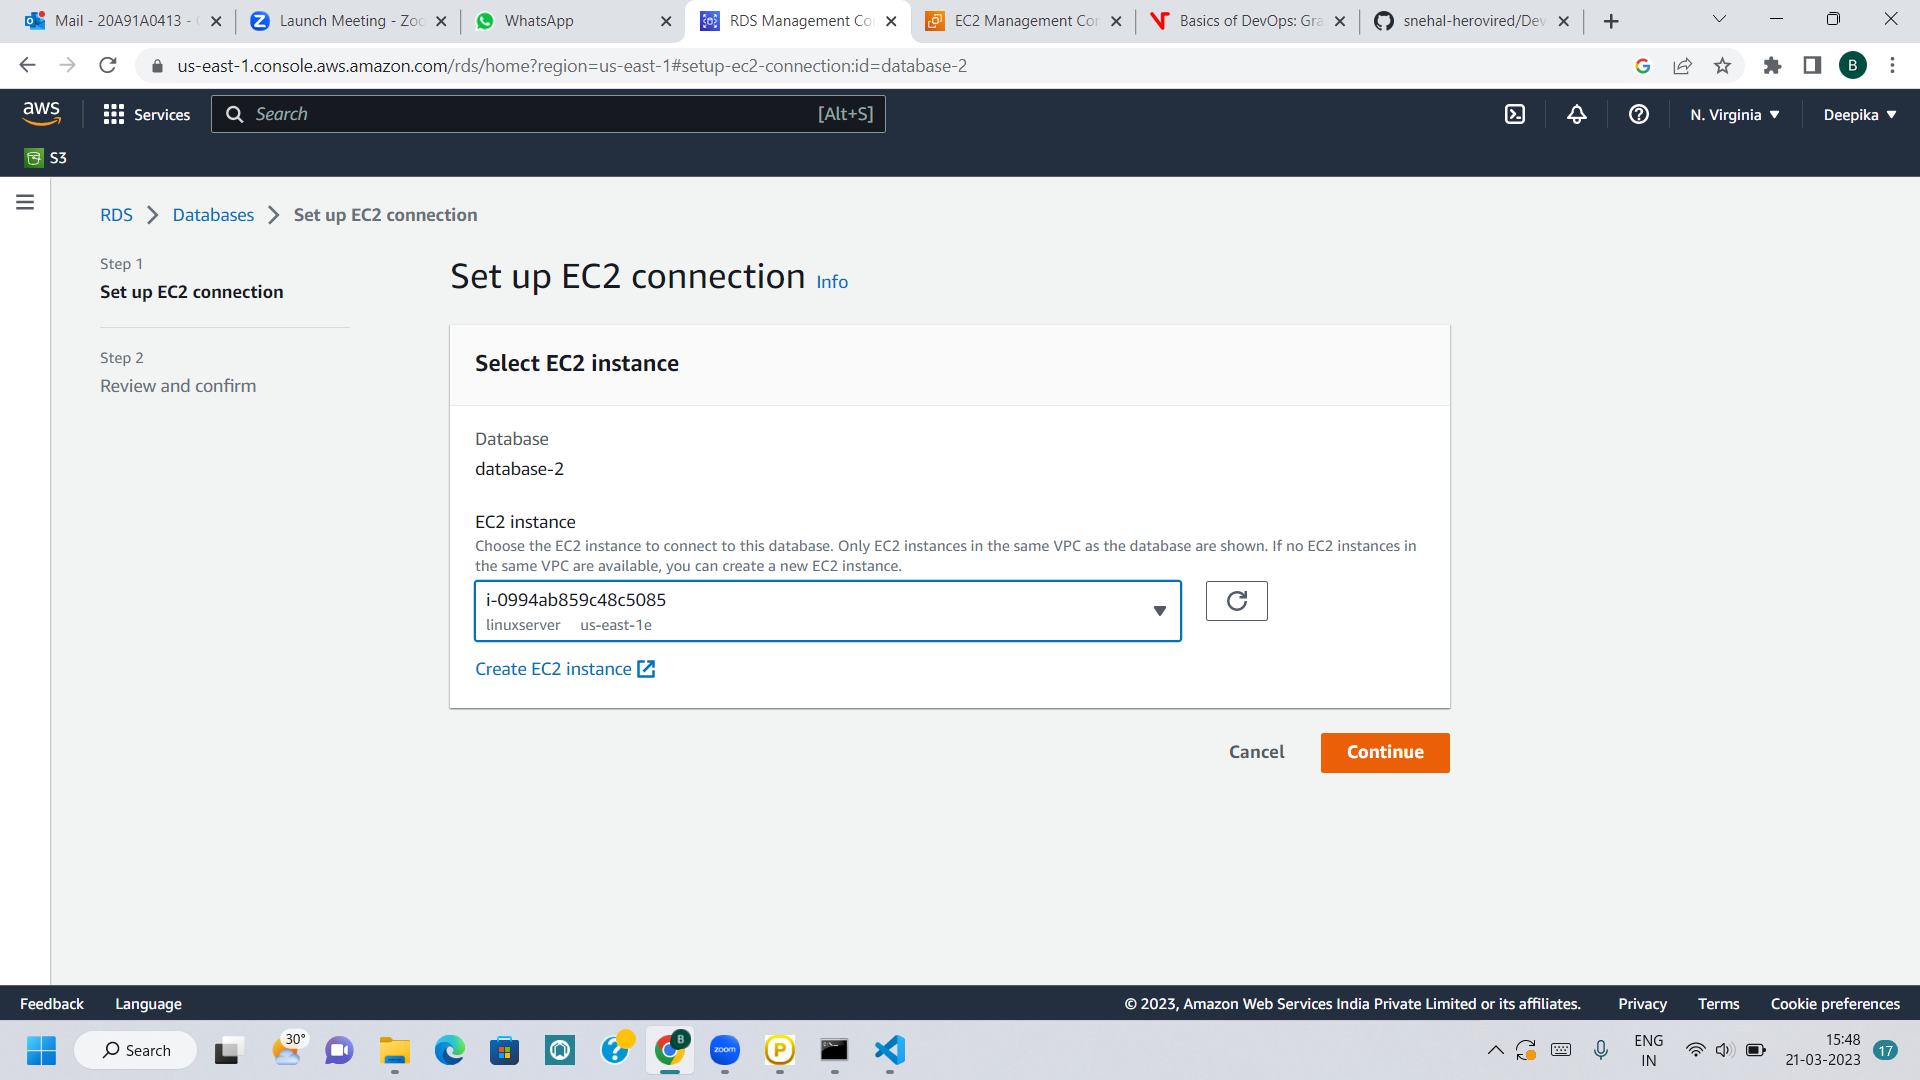 Mail - 20A91A0413 -
Launch Meeting - Zoo
WhatsApp
RDS Management Co
EC2 Management Cor
Basics of DevOps: Gra
snehal-herovired/Dev
us-east-1.console.aws.amazon.com/rds/home?region=us-east-1#setup-ec2-connection:id=database-2
B
aws
Services
Search
[Alt+S]
N. Virginia
Deepika
S3
RDS
Databases
Set up EC2 connection
Step 1
Set up EC2 connection
Step 2
Review and confirm
Set up EC2 connection Info
Select EC2 instance
Database
database-2
EC2 instance
Choose the EC2 instance to connect to this database. Only EC2 instances in the same VPC as the database are shown. If no EC2 instances in
the same VPC are available, you can create a new EC2 instance.
i-0994ab859c48c5085
linuxserver us-east-1e
Create EC2 instance
Cancel
Continue
Feedback
Language
© 2023, Amazon Web Services India Private Limited or its affiliates.
Privacy
Terms
Cookie preferences
Search
30°
B
zoom
P
ENG
IN
15:48
21-03-2023
17